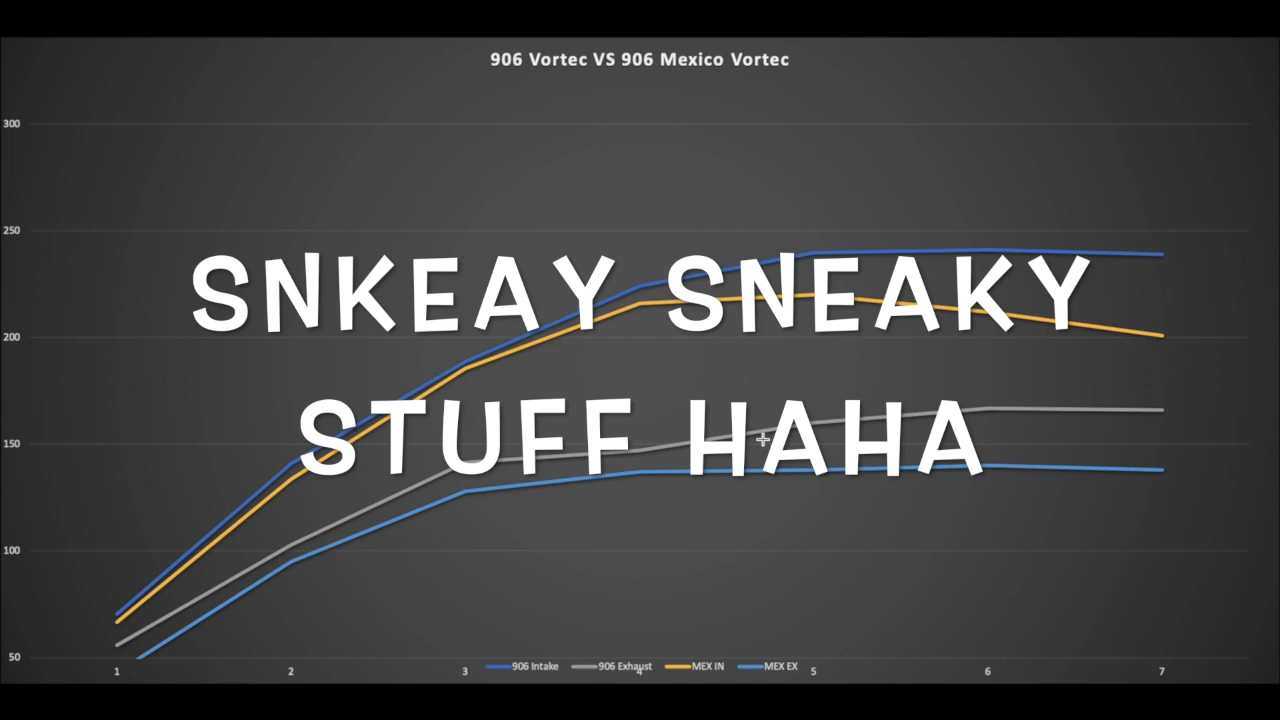 906 Vortec VS 906 Mexico Vortec
300
250
SNKEAY SNEAKY
200
STUFF HAHA
150
100
50
906 Intake 906 Exhaust MEX IN MEX EX
1 2 3 4 5 6 7